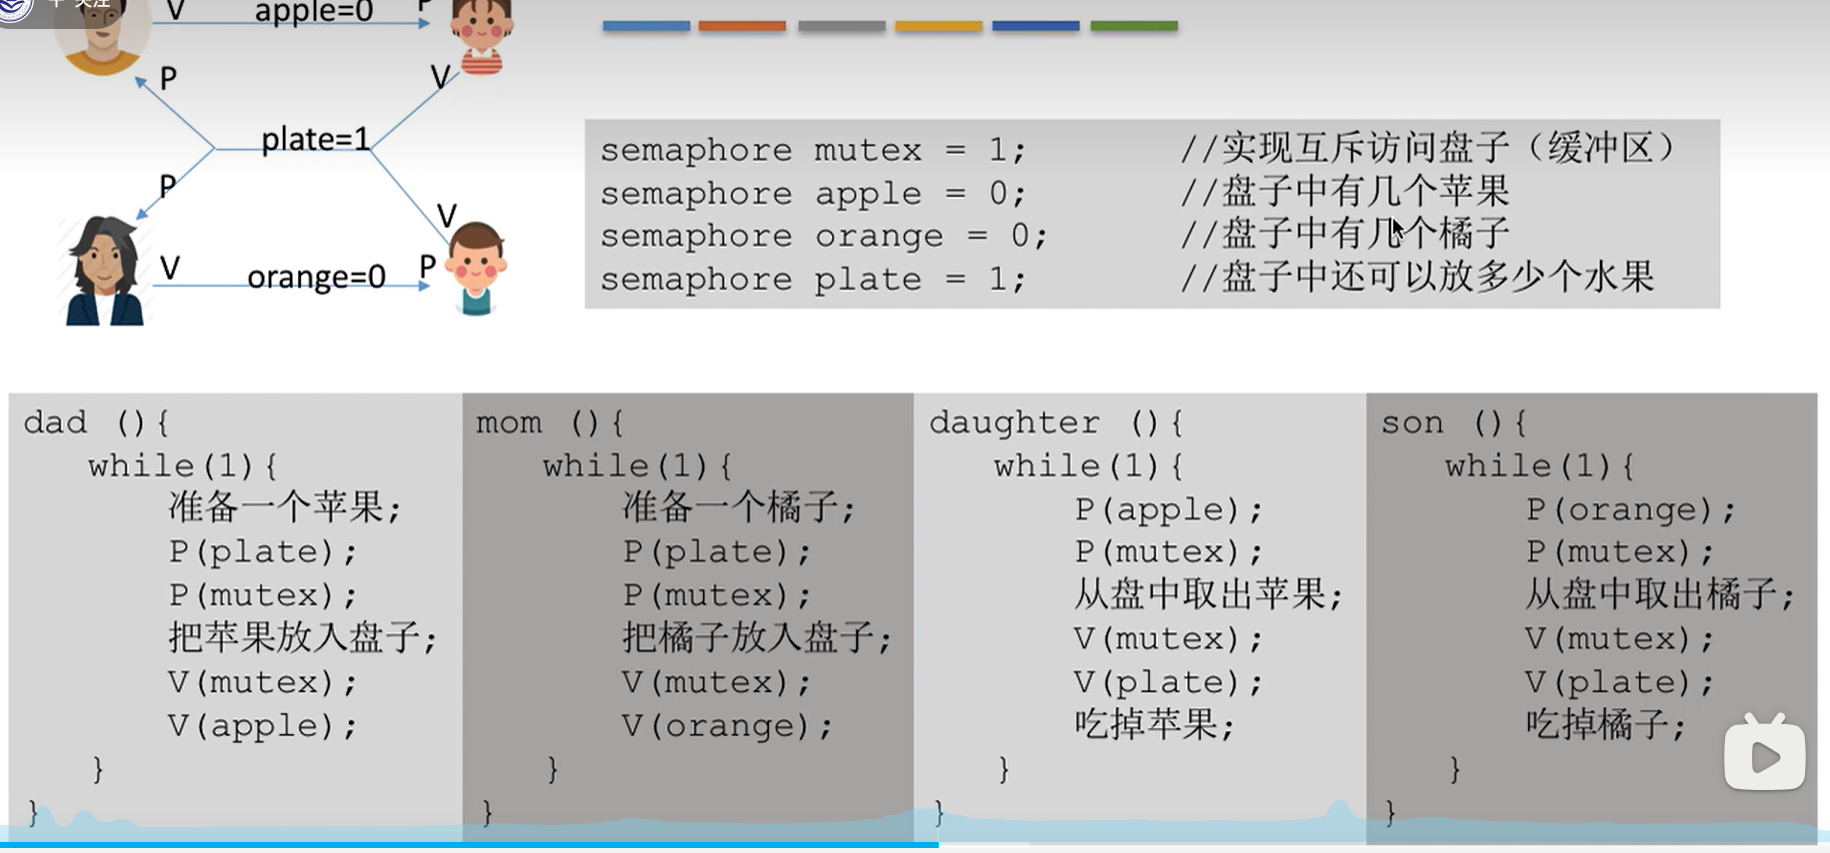 V
apple=0
P
P
V
plate=1
P
V
V
orange=0
P
semaphore mutex = 1; //实现互斥访问盘子（缓冲区）
semaphore apple = 0; //盘子中有几个苹果
semaphore orange = 0; //盘子中有几个橘子
semaphore plate = 1; //盘子中还可以放多少个水果
dad (){
while(1){
准备一个苹果;
P(plate);
P(mutex);
把苹果放入盘子;
V(mutex);
V(apple);
}
}
mom (){
while(1){
准备一个橘子;
P(plate);
P(mutex);
把橘子放入盘子;
V(mutex);
V(orange);
}
}
daughter (){
while(1){
P(apple);
P(mutex);
从盘中取出苹果;
V(mutex);
V(plate);
吃掉苹果;
}
}
son (){
while(1){
P(orange);
P(mutex);
从盘中取出橘子;
V(mutex);
V(plate);
吃掉橘子;
}
}